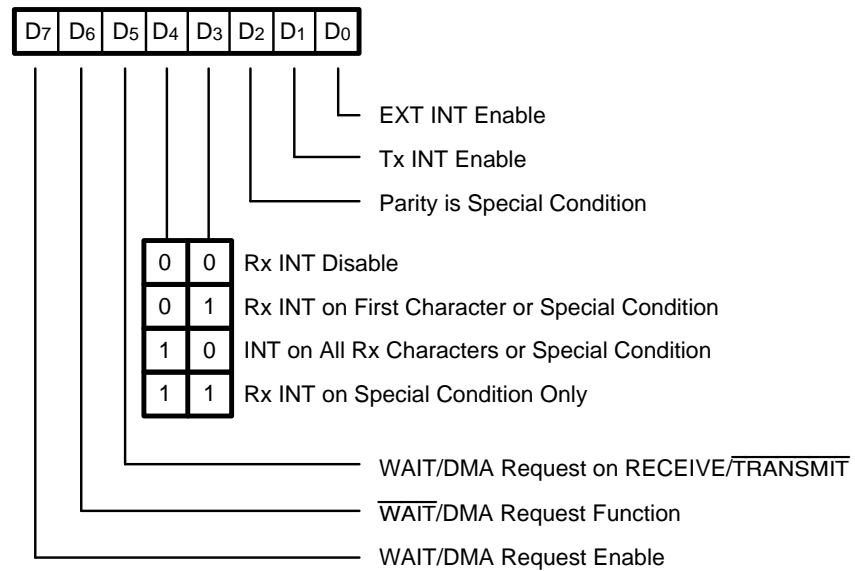 D7 D6 D5 D4 D3 D2 D1 D0
EXT INT Enable
Tx INT Enable
Parity is Special Condition
0 0 Rx INT Disable
0 1 Rx INT on First Character or Special Condition
1 0 INT on All Rx Characters or Special Condition
1 1 Rx INT on Special Condition Only
WAIT/DMA Request on RECEIVE/TRANSMIT
WAIT/DMA Request Function
WAIT/DMA Request Enable